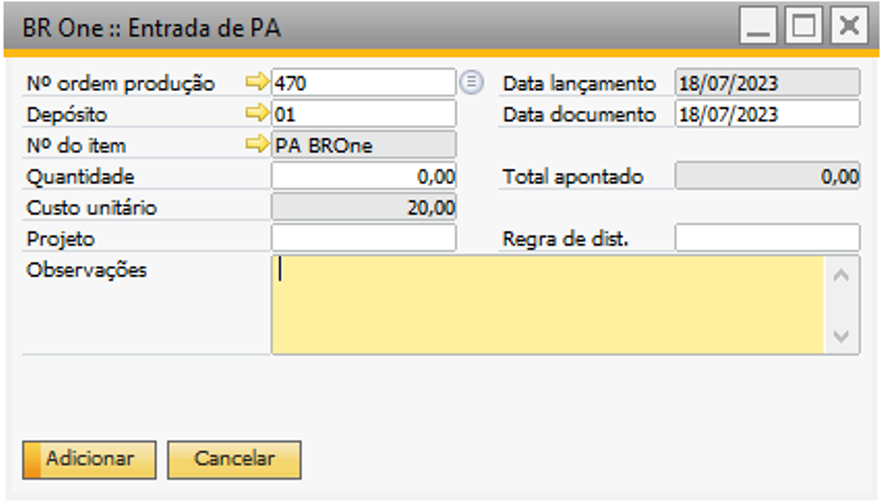 BR One :: Entrada de PA
Nº ordem produção 470 Data lançamento 18/07/2023
Depósito 01 Data documento 18/07/2023
Nº do item PA BROne
Quantidade 0,00 Total apontado 0,00
Custo unitário 20,00
Projeto Regra de dist.
Observações
Adicionar Cancelar